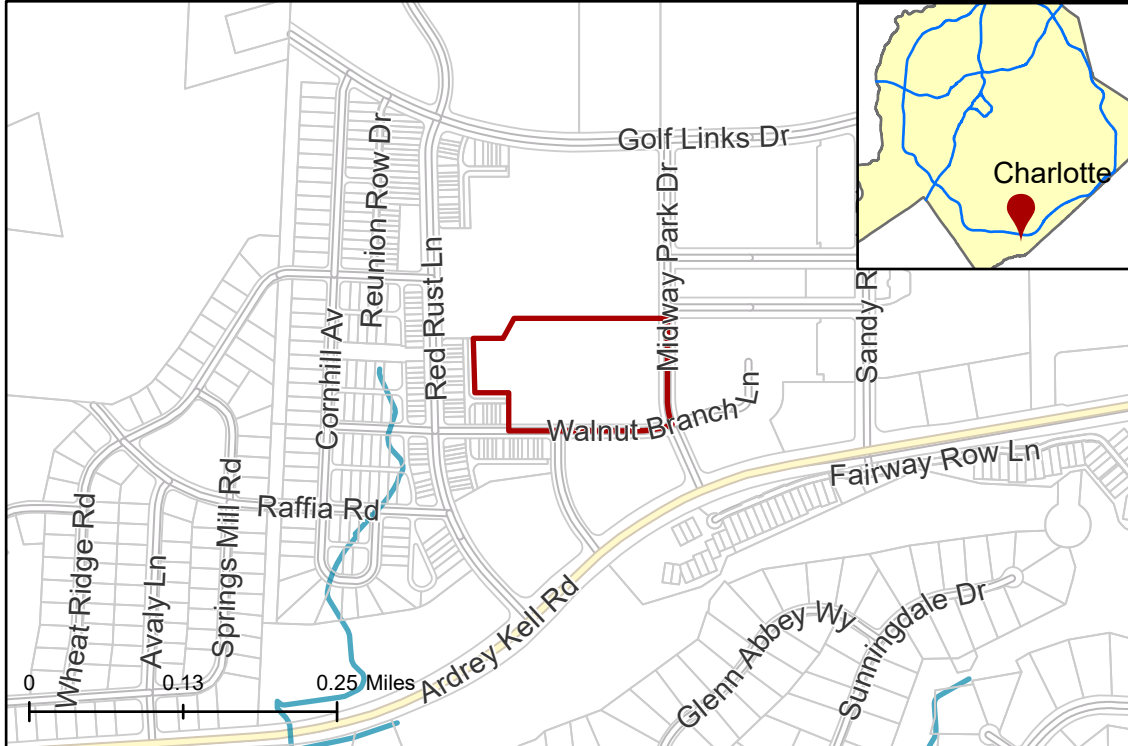 Charlotte
Golf Links Dr
Reunion Row Dr
Midway Park Dr
Red Rust Ln
Sandy R
Cornhill Av
Walnut Branch Ln
Fairway Row Ln
Raffia Rd
Springs Mill Rd
Wheat Ridge Rd
Avaly Ln
Ardrey Kell Rd
Glenn Abbey Wy
Sunningdale Dr
0 0.13 0.25 Miles